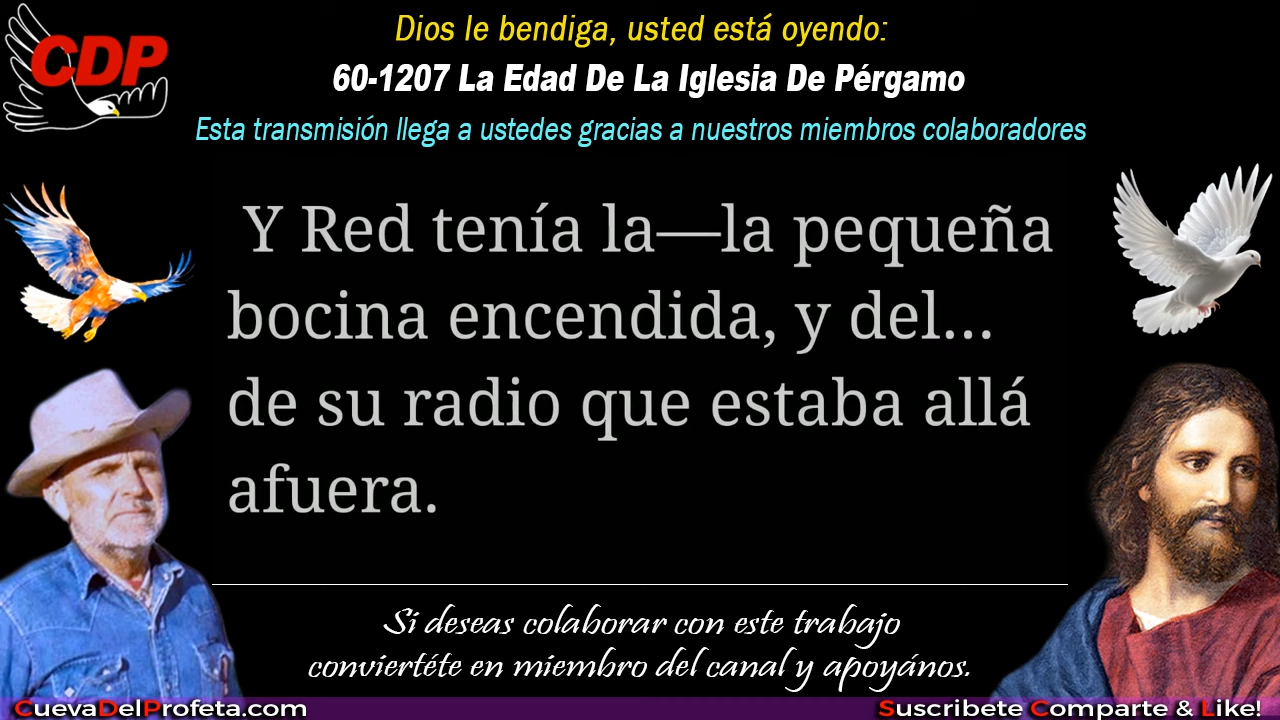 CDP
Dios le bendiga, usted está oyendo:
60-1207 La Edad De La Iglesia De Pérgamo
Esta transmisión llega a ustedes gracias a nuestros miembros colaboradores
Y Red tenía la—la pequeña
bocina encendida, y del...
de su radio que estaba allá
afuera.
Si deseas colaborar con este trabajo
conviertéte en miembro del canal y apoyános.
CuevaDelProfeta.com
Suscribete Comparte & Like!